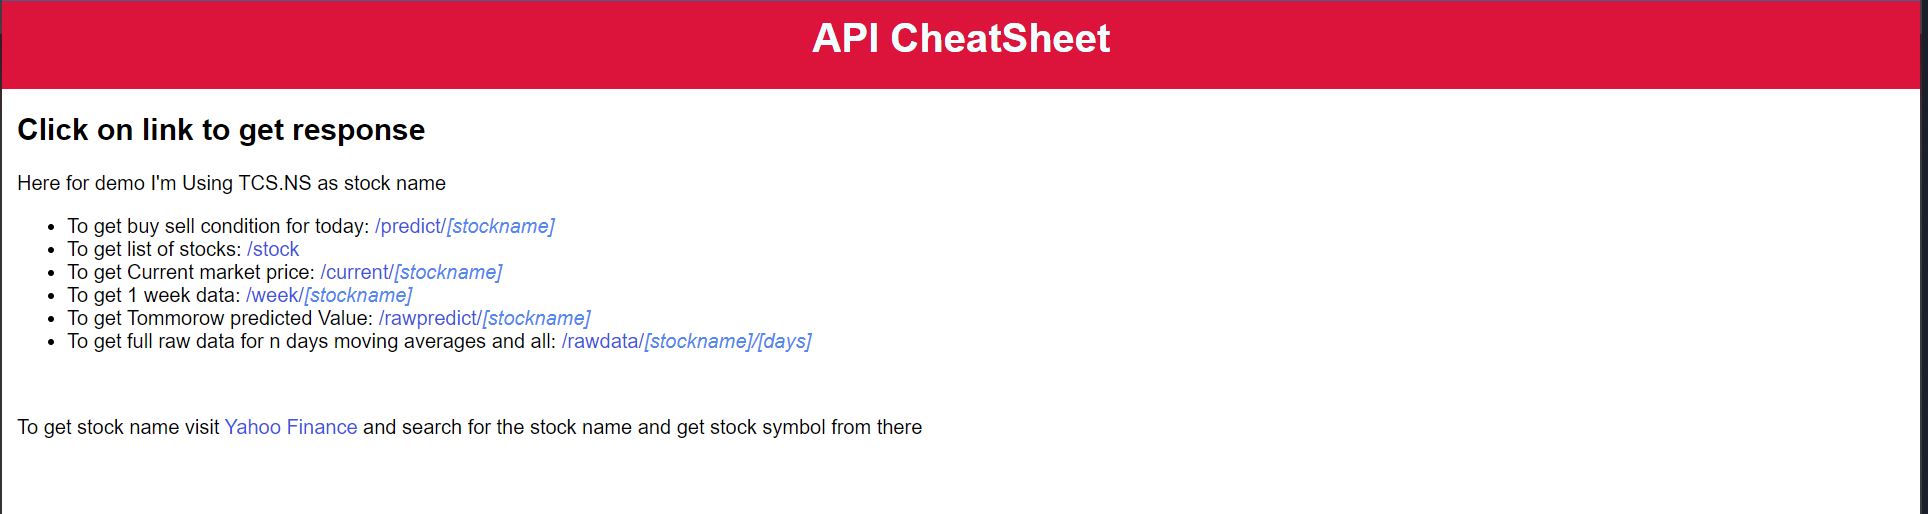 API CheatSheet
Click on link to get response
Here for demo I'm Using TCS.NS as stock name
• To get buy sell condition for today: /predict/[stockname]
• To get list of stocks: /stock
• To get Current market price: /current/[stockname]
• To get 1 week data: /week/[stockname]
• To get Tommorow predicted Value: /rawpredict/[stockname]
• To get full raw data for n days moving averages and all: /rawdata/[stockname]/[days]
To get stock name visit Yahoo Finance and search for the stock name and get stock symbol from there